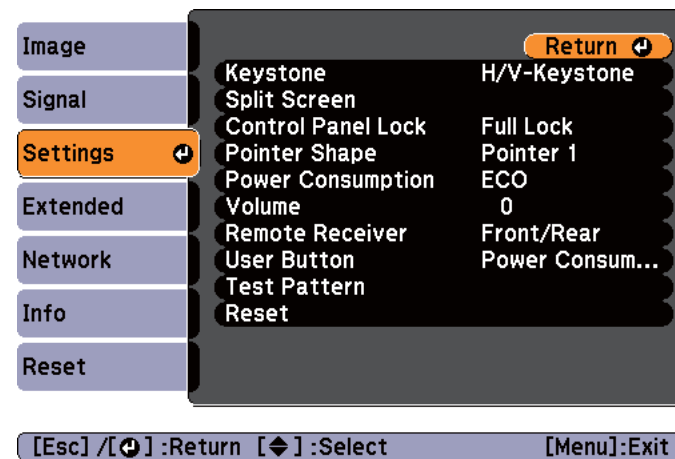 Image
Signal
Settings
Extended
Network
Info
Reset
Return
Keystone H/V-Keystone
Split Screen
Control Panel Lock Full Lock
Pointer Shape Pointer 1
Power Consumption ECO
Volume 0
Remote Receiver Front/Rear
User Button Power Consum...
Test Pattern
Reset
[Esc] /[ ] :Return [ ] :Select [Menu]:Exit